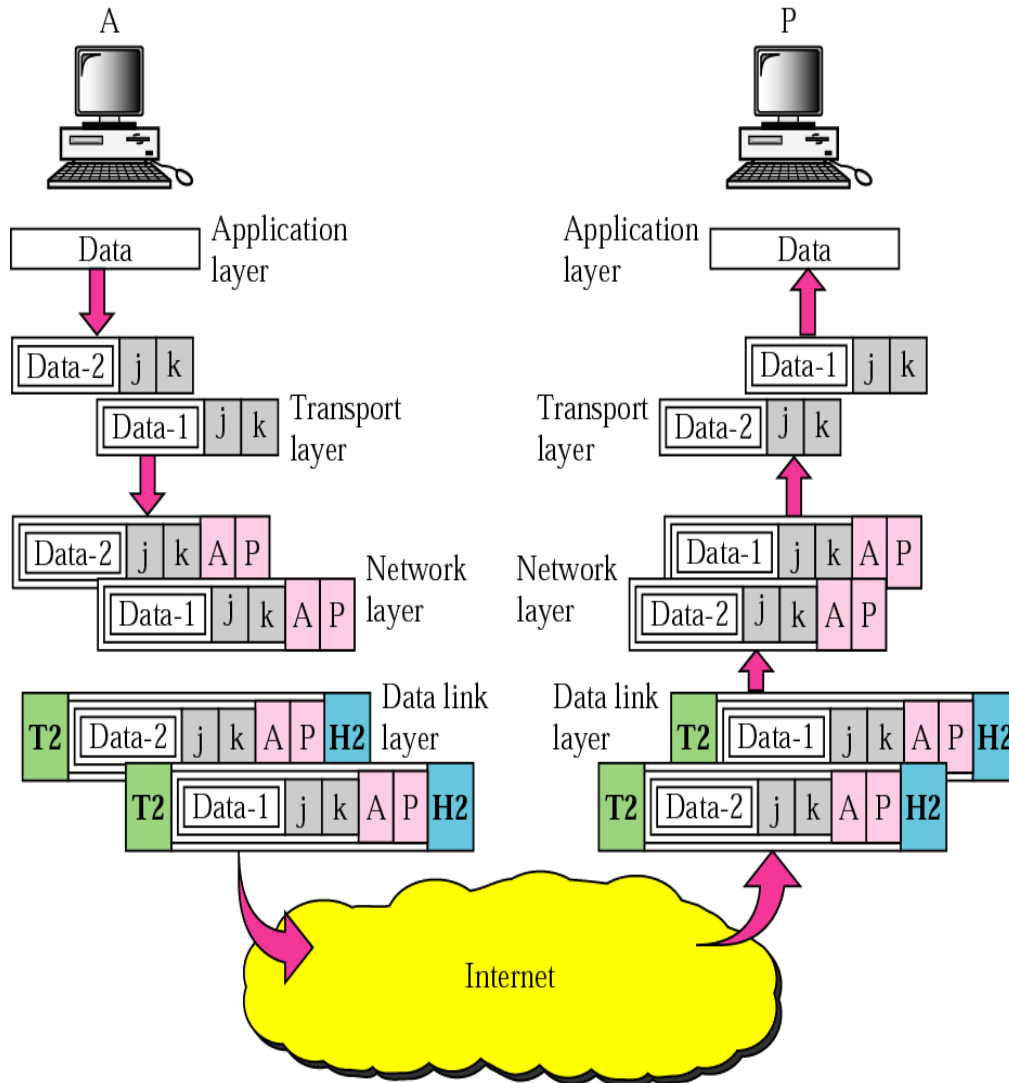 A
P
Data
Application
layer
Application
layer
Data
Data-2 j k
Data-1 j k
Data-1 j k
Transport
layer
Transport
layer
Data-2 j k
Data-2 j k A P
Data-1 j k A P
Network
layer
Network
layer
Data-1 j k A P
Data-2 j k A P
T2 Data-2 j k A P H2
Data link
layer
Data link
layer
T2 Data-1 j k A P H2
T2 Data-1 j k A P H2
T2 Data-2 j k A P H2
Internet